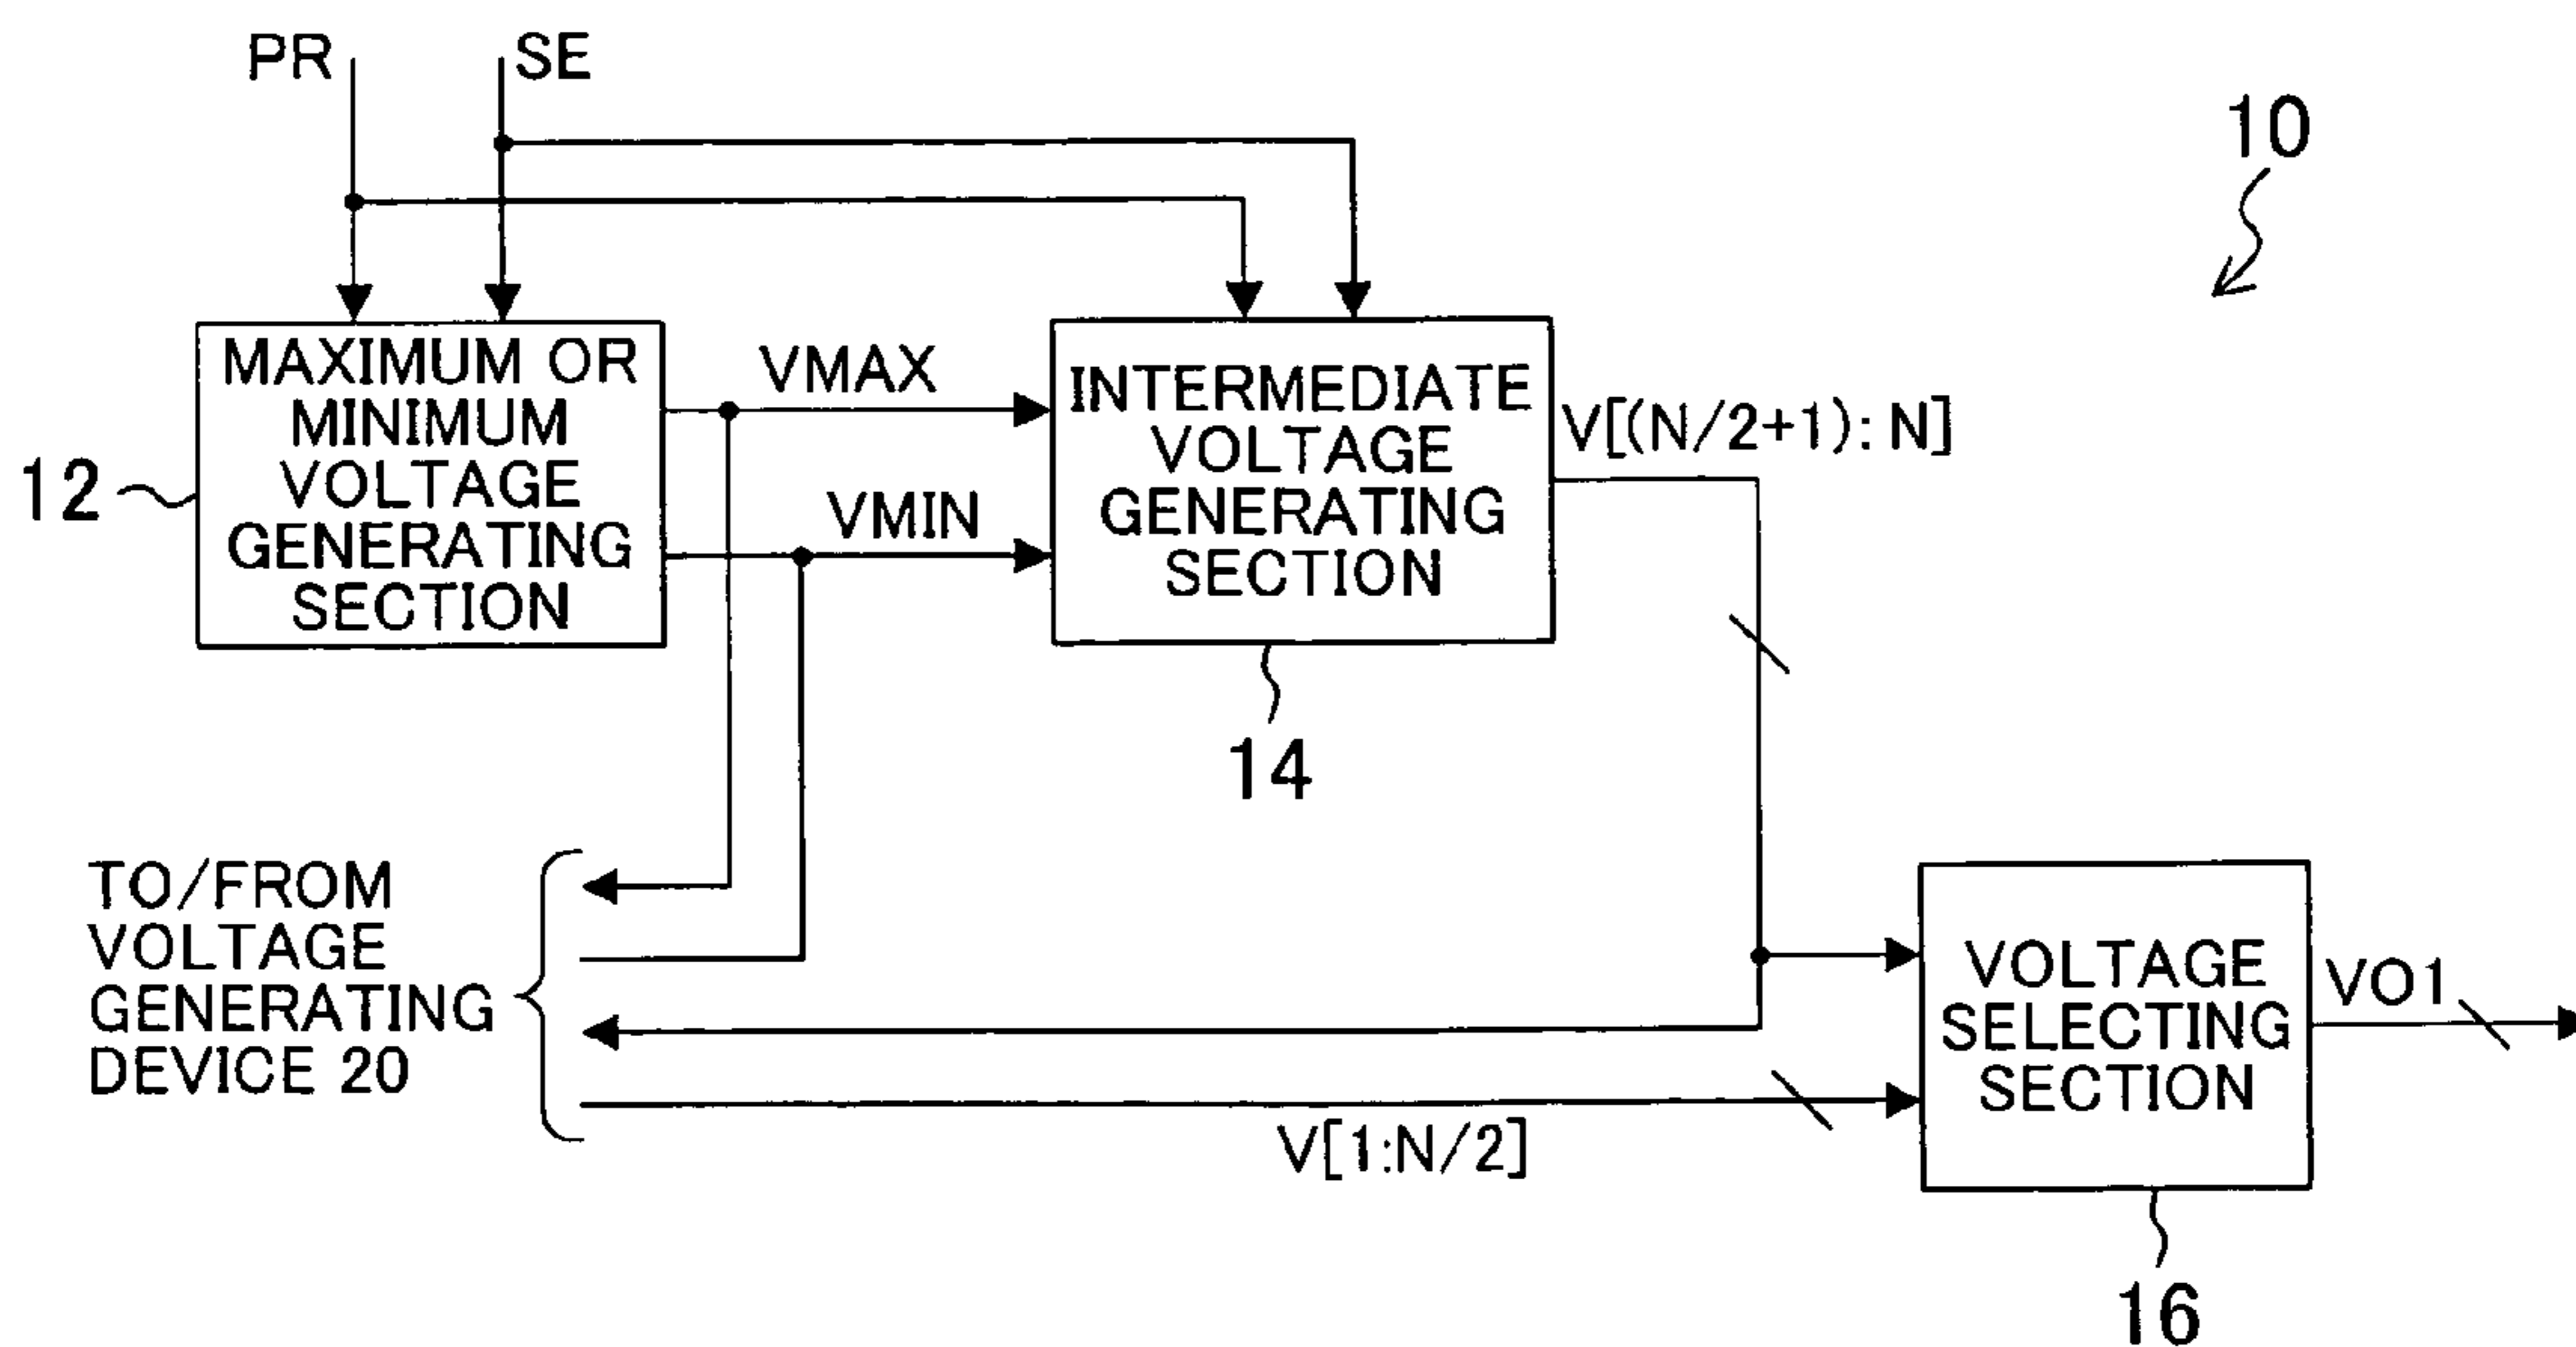 PR
SE
10
MAXIMUM OR
MINIMUM
VOLTAGE
GENERATING
SECTION
12
VMAX
VMIN
INTERMEDIATE
VOLTAGE
GENERATING
SECTION
14
V[(N/2+1):N]
TO/FROM
VOLTAGE
GENERATING
DEVICE 20
V[1:N/2]
VOLTAGE
SELECTING
SECTION
16
VO1